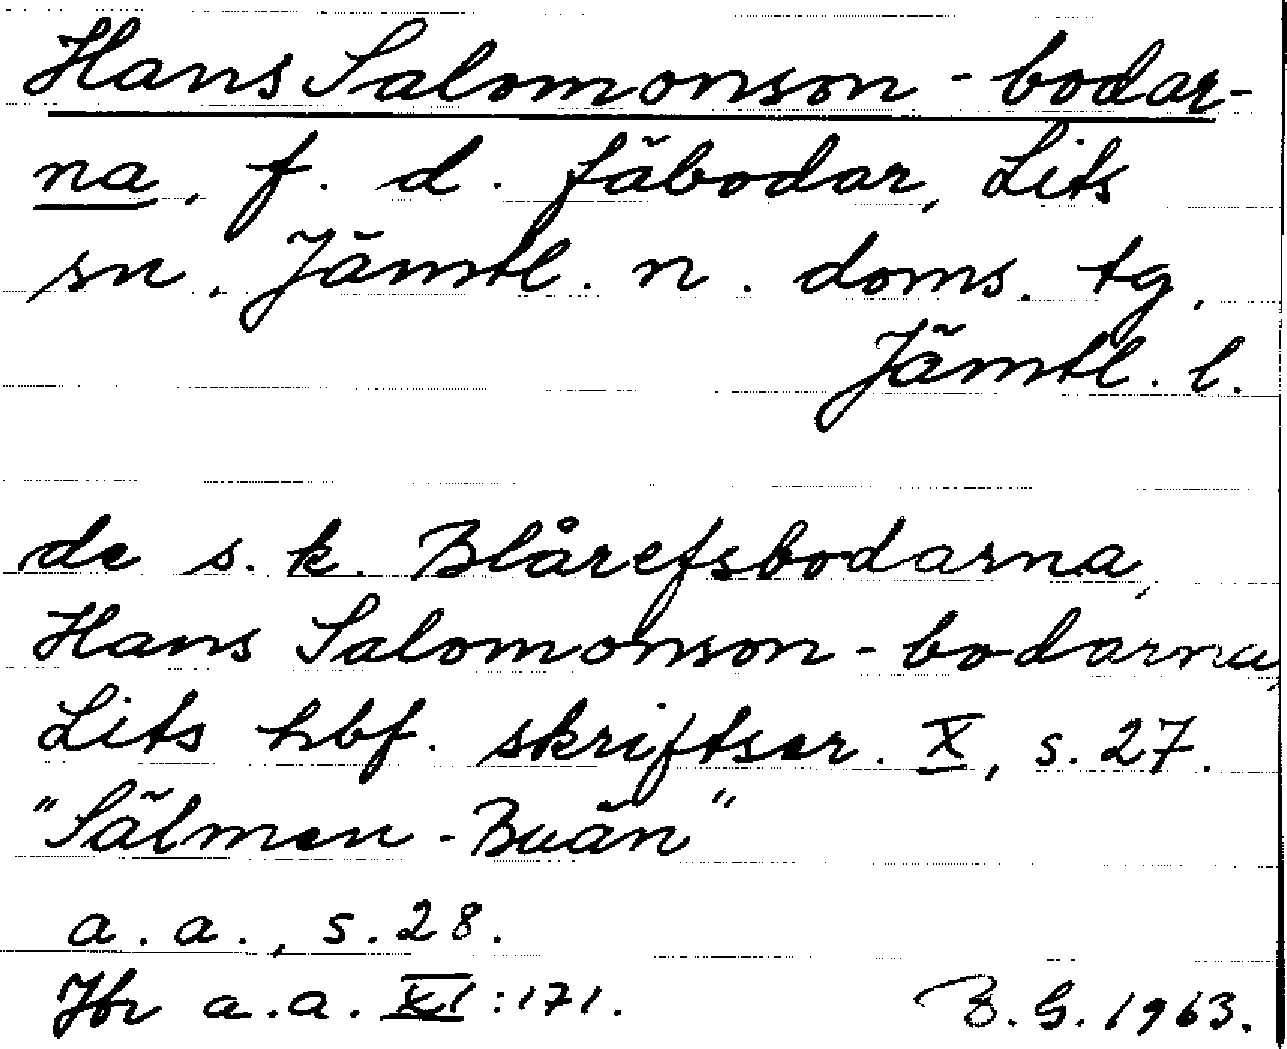 Hans Salomonson - bodar-
na, f. d. fäbodar, Lits
sn. Jämtl. n. doms. tg.
Jämtl. l.
de s. k. Blårefsbodarna,
Hans Salomonson - bodarna,
Lits hbf. skriftser. X, s. 27.
"Sälmen - Buän"
a. a., s. 28.
Jfr a. a. XI : 171.
B. G. 1963.